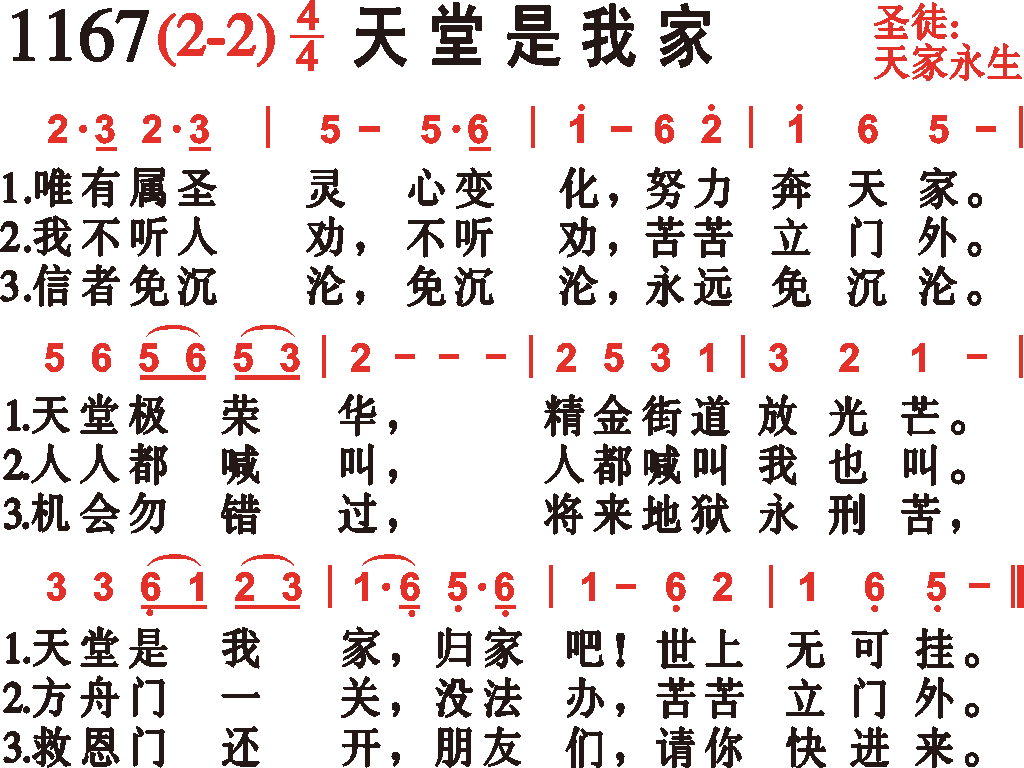 1167(2-2) 4/4 天堂是我家 圣徒:
天家永生
2·3 2·3 | 5 – 5·6 | 1̇ – 6 2̇ | 1̇ 6 5 – |
1.唯有属圣 灵 心变 化,努力 奔 天 家。
2.我不听人 劝,不听 劝,苦苦 立 门 外。
3.信者免沉 沦,免沉 沦,永远 免 沉 沦。
5 6 5 6 5 3 | 2 – – – | 2 5 3 1 | 3 2 1 – |
1.天堂极 荣 华, 精金街道 放 光 芒。
2.人人都 喊 叫, 人都喊叫 我 也 叫。
3.机会勿 错 过, 将来地狱 永 刑 苦,
3 3 6̣ 1 2 3 | 1·6̣ 5̣·6̣ | 1 – 6̣ 2 | 1 6̣ 5̣ – ‖
1.天堂是 我 家,归家 吧!世上 无 可 挂。
2.方舟门 一 关,没法 办,苦苦 立 门 外。
3.救恩门 还 开,朋友 们,请你 快 进 来。